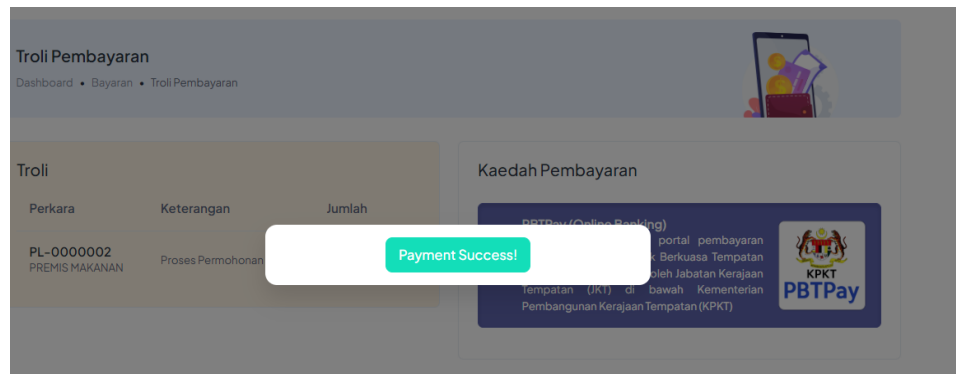 Troli Pembayaran
Dashboard • Bayaran • Troli Pembayaran
Troli
Perkara Keterangan Jumlah
PL-0000002
PREMIS MAKANAN
Proses Permohonan
Payment Success!
Kaedah Pembayaran
PBTPay (Online Banking)
portal pembayaran
k Berkuasa Tempatan
oleh Jabatan Kerajaan
Tempatan (JKT) di bawah Kementerian
Pembangunan Kerajaan Tempatan (KPKT)
KPKT
PBTPay